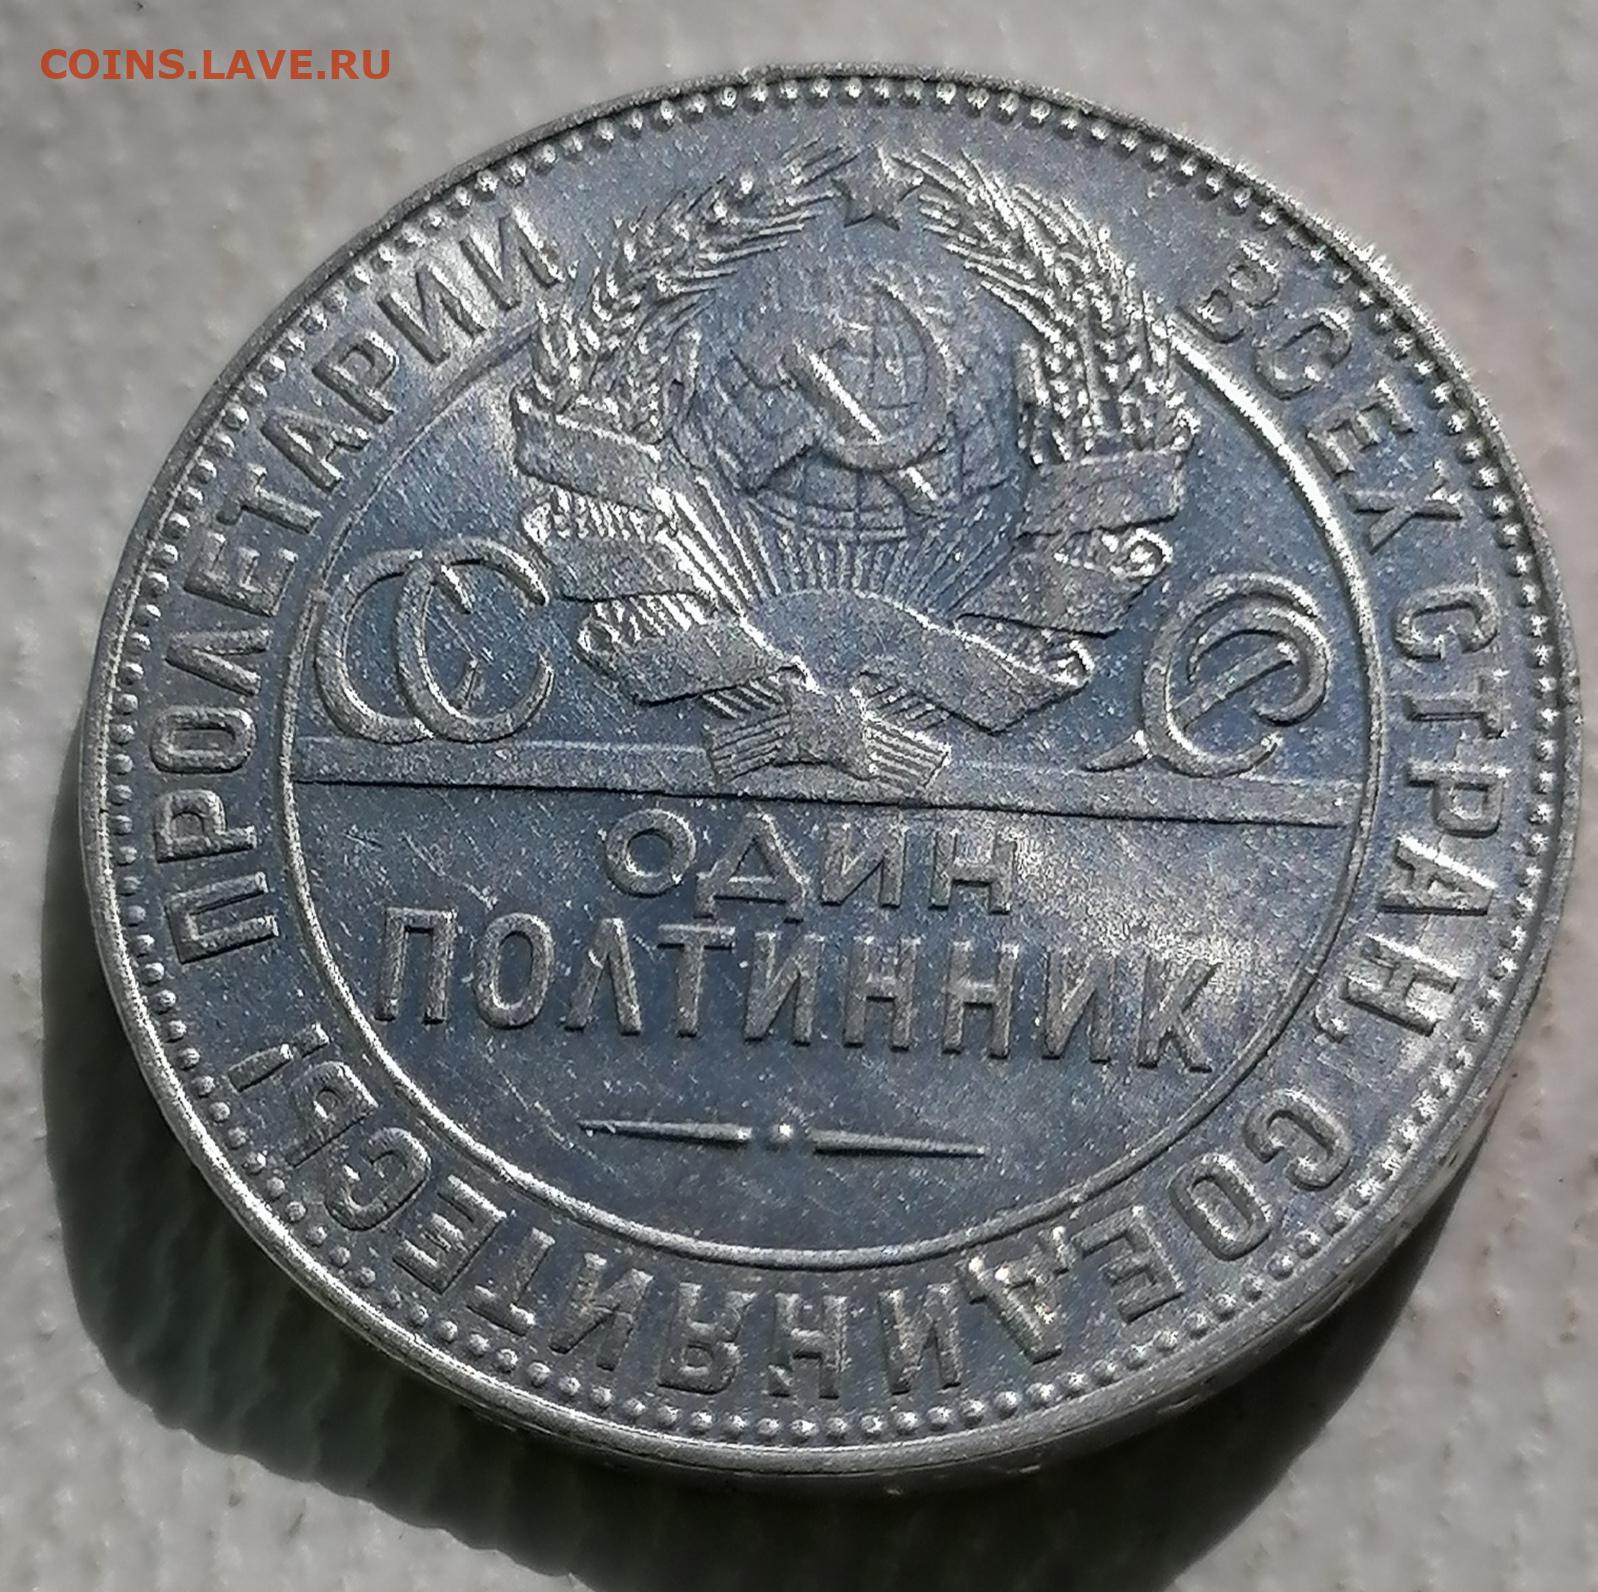 COINS.LAVE.RU
ПРОЛЕТАРИИ ВСЕХ СТРАН, СОЕДИНЯЙТЕСЬ!
СС СР
ОДИН
ПОЛТИННИК